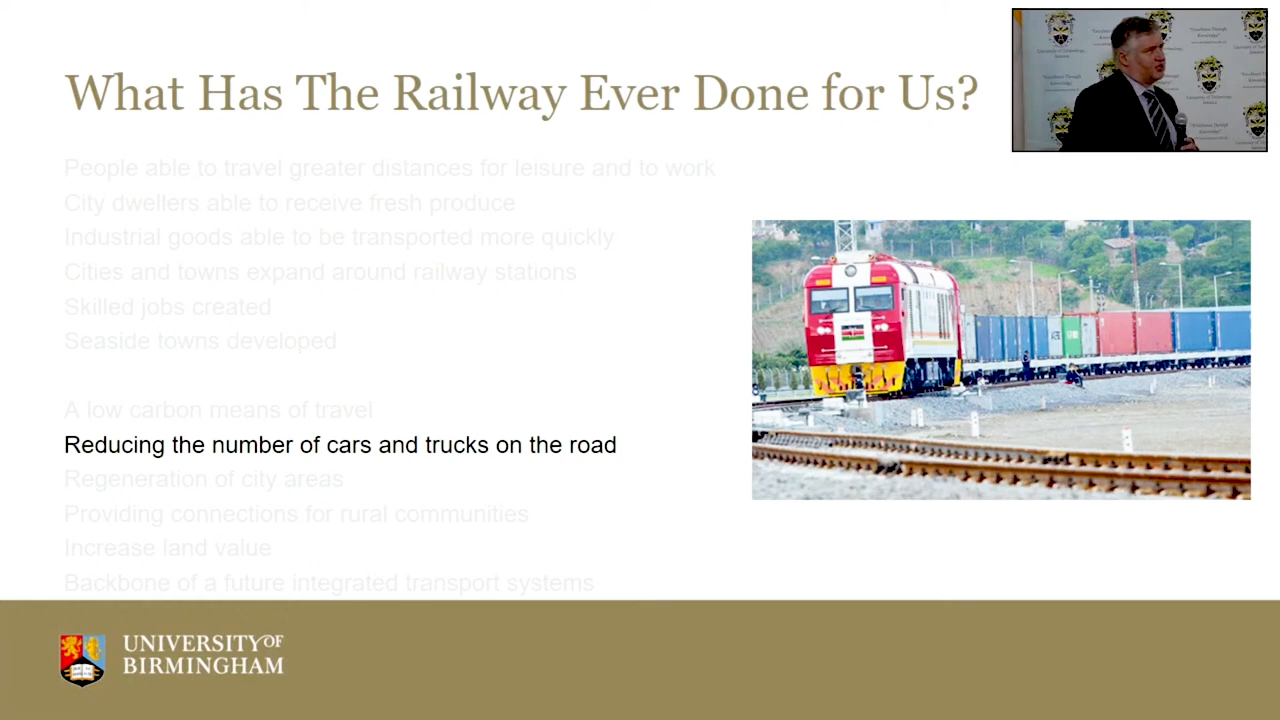 What Has The Railway Ever Done for Us?
People able to travel greater distances for leisure and to work
City dwellers able to receive fresh produce
Industrial goods able to be transported more quickly
Cities and towns expand around railway stations
Skilled jobs created
Seaside towns developed
A low carbon means of travel
Reducing the number of cars and trucks on the road
Regeneration of city areas
Providing connections for rural communities
Increase land value
Backbone of a future integrated transport systems
UNIVERSITY OF
BIRMINGHAM